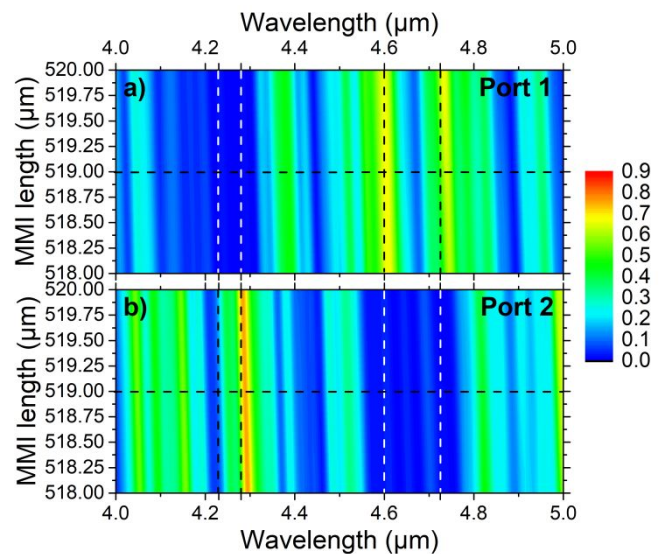 Wavelength (µm)
4.0 4.2 4.4 4.6 4.8 5.0
MMI length (µm)
520.00
519.75
519.50
519.25
519.00
518.75
518.50
518.25
518.00
a)
Port 1
0.9
0.8
0.7
0.6
0.5
0.4
0.3
0.2
0.1
0.0
MMI length (µm)
520.00
519.75
519.50
519.25
519.00
518.75
518.50
518.25
518.00
b)
Port 2
4.0 4.2 4.4 4.6 4.8 5.0
Wavelength (µm)